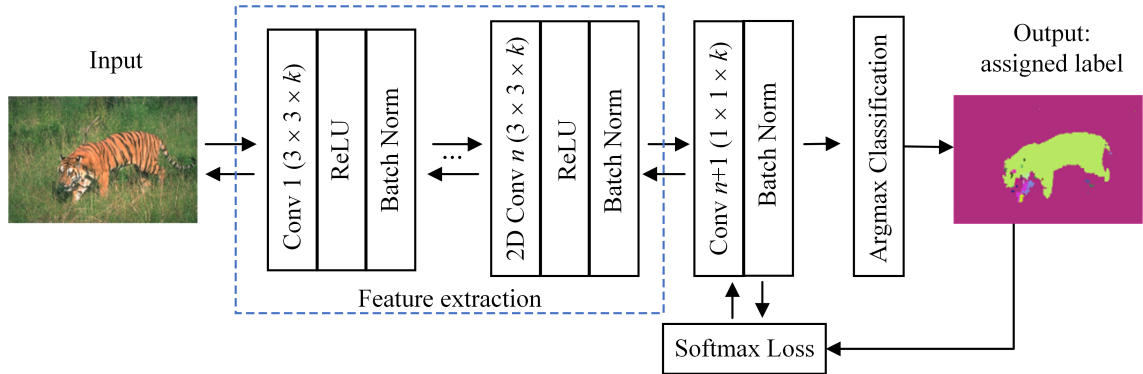 Input
Conv 1 (3 × 3 × k)
ReLU
Batch Norm
...
2D Conv n (3 × 3 × k)
ReLU
Batch Norm
Feature extraction
Conv n+1 (1 × 1 × k)
Batch Norm
Softmax Loss
Argmax Classification
Output:
assigned label